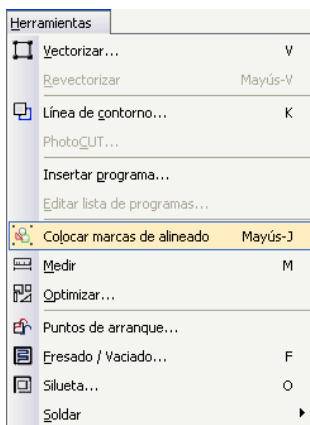 Herramientas
Vectorizar... V
Revectorizar Mayús-V
Línea de contorno... K
PhotoCUT...
Insertar programa...
Editar lista de programas...
Colocar marcas de alineado Mayús-J
Medir M
Optimizar...
Puntos de arranque...
Fresado / Vaciado... F
Silueta... O
Soldar